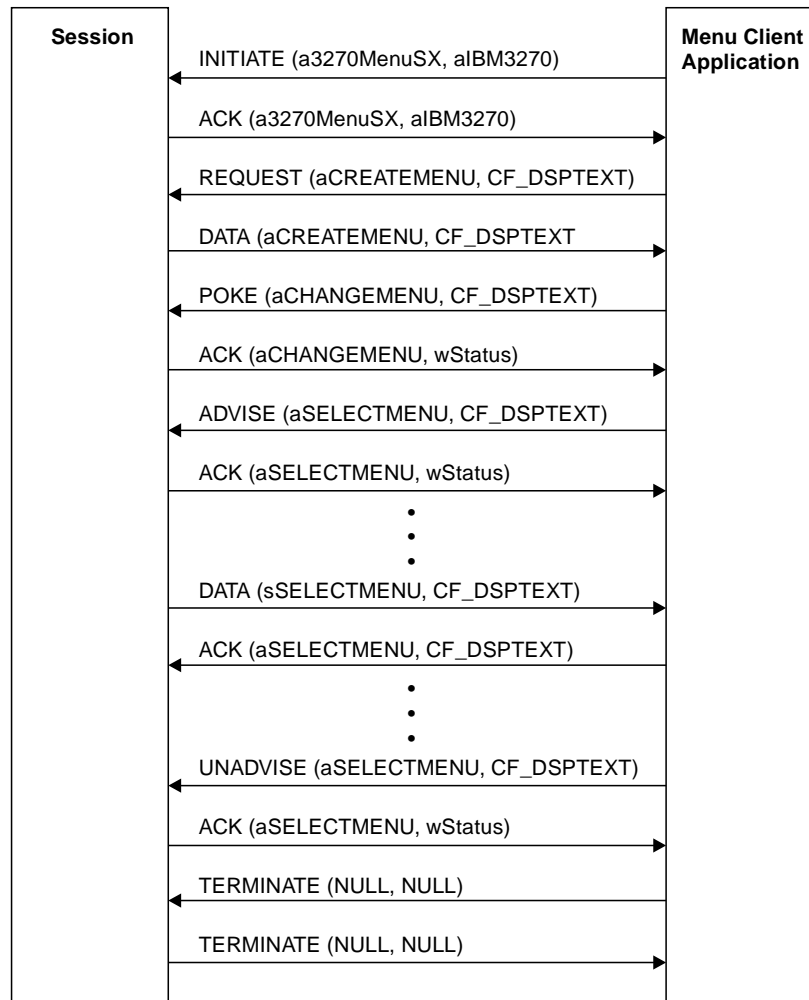 Session
Menu Client
Application
INITIATE (a3270MenuSX, aIBM3270)
ACK (a3270MenuSX, aIBM3270)
REQUEST (aCREATEMENU, CF_DSPTEXT)
DATA (aCREATEMENU, CF_DSPTEXT
POKE (aCHANGEMENU, CF_DSPTEXT)
ACK (aCHANGEMENU, wStatus)
ADVISE (aSELECTMENU, CF_DSPTEXT)
ACK (aSELECTMENU, wStatus)
DATA (sSELECTMENU, CF_DSPTEXT)
ACK (aSELECTMENU, CF_DSPTEXT)
UNADVISE (aSELECTMENU, CF_DSPTEXT)
ACK (aSELECTMENU, wStatus)
TERMINATE (NULL, NULL)
TERMINATE (NULL, NULL)